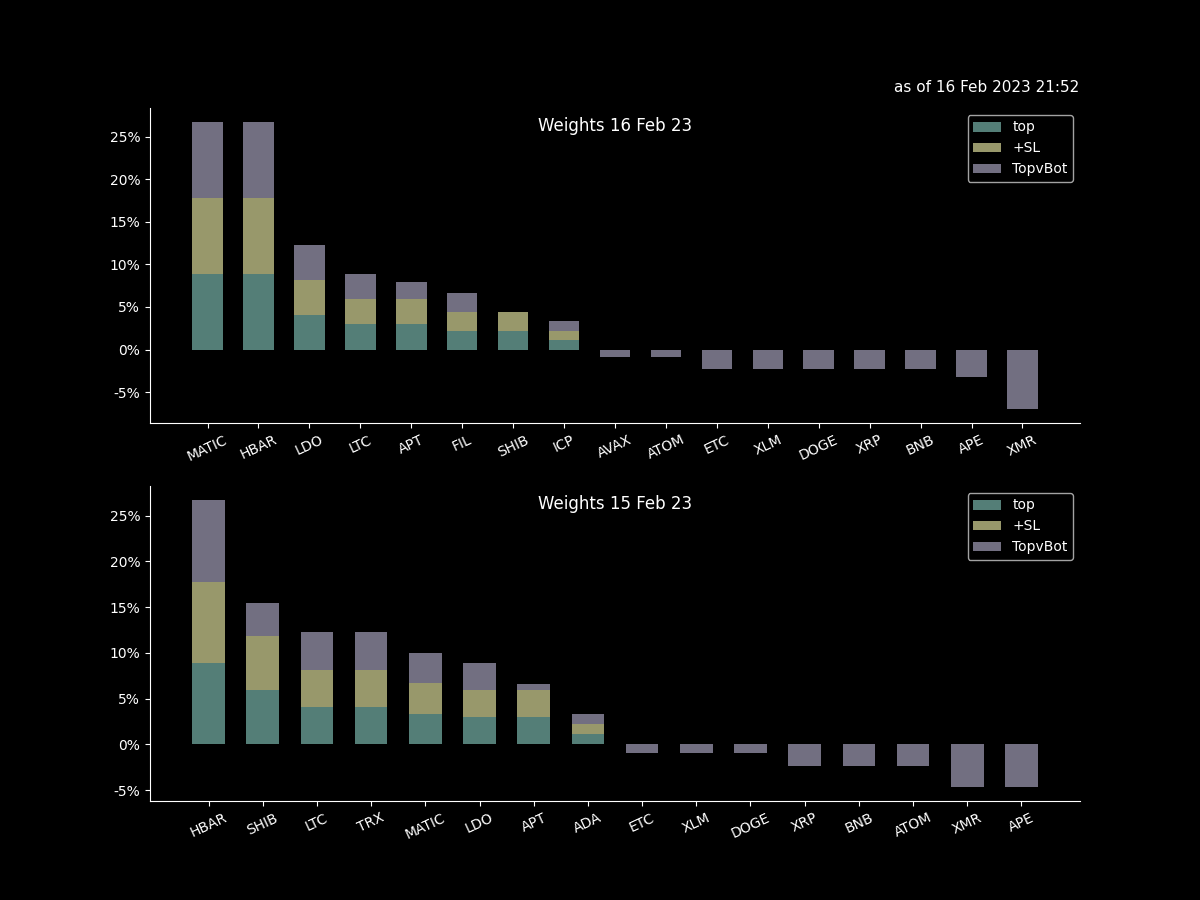 as of 16 Feb 2023 21:52
Weights 16 Feb 23
top
+SL
TopvBot
25%
20%
15%
10%
5%
0%
-5%
MATIC HBAR LDO LTC APT FIL SHIB ICP AVAX ATOM ETC XLM DOGE XRP BNB APE XMR
Weights 15 Feb 23
top
+SL
TopvBot
25%
20%
15%
10%
5%
0%
-5%
HBAR SHIB LTC TRX MATIC LDO APT ADA ETC XLM DOGE XRP BNB ATOM XMR APE